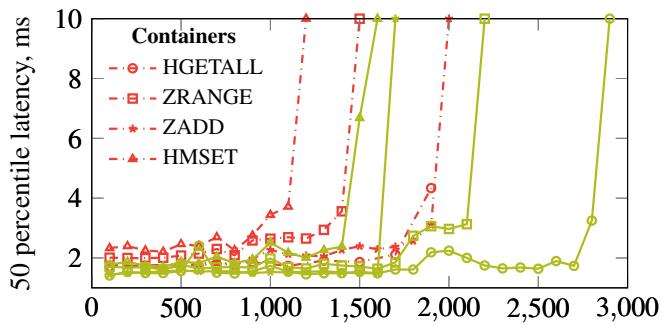 50 percentile latency, ms
10
8
6
4
2
Containers
HGETALL
ZRANGE
ZADD
HMSET
0
500
1,000
1,500
2,000
2,500
3,000